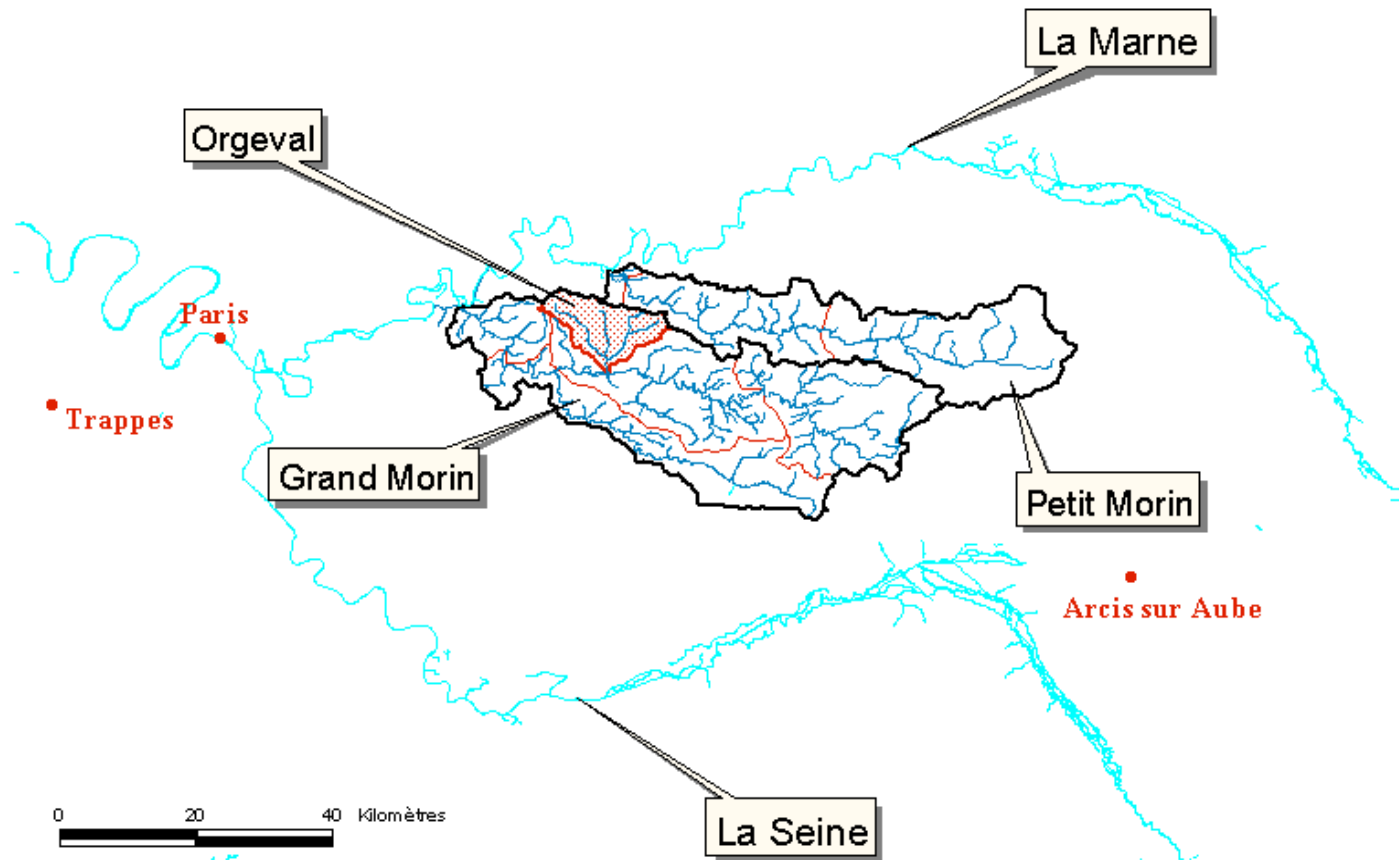 La Marne
Orgeval
Paris
Trappes
Grand Morin
Petit Morin
Arcis sur Aube
La Seine
0 20 40 Kilomètres